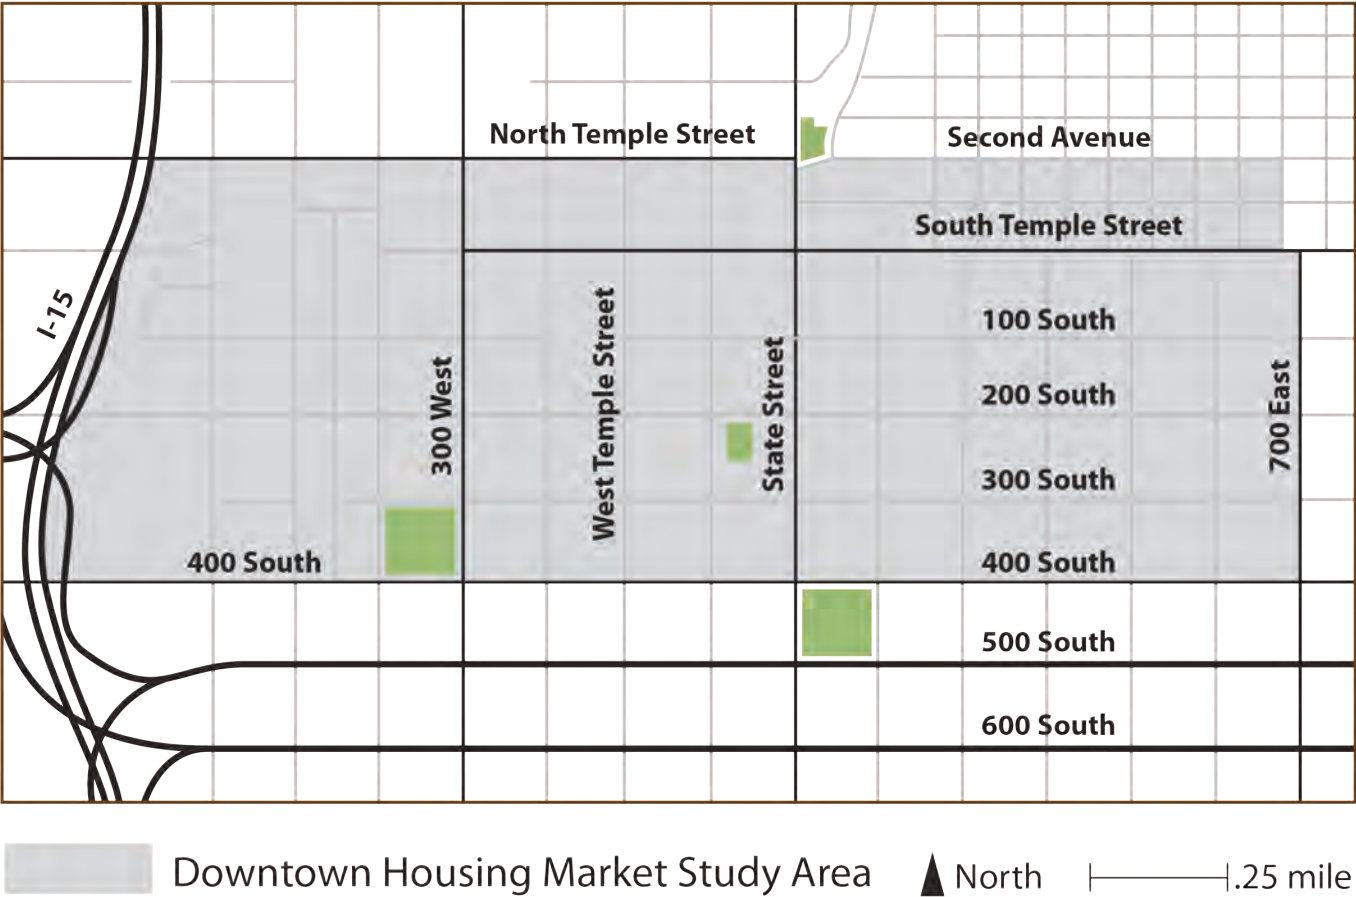 North Temple Street
Second Avenue
South Temple Street
I-15
100 South
200 South
300 South
400 South
300 West
West Temple Street
State Street
700 East
400 South
500 South
600 South
Downtown Housing Market Study Area
North
.25 mile